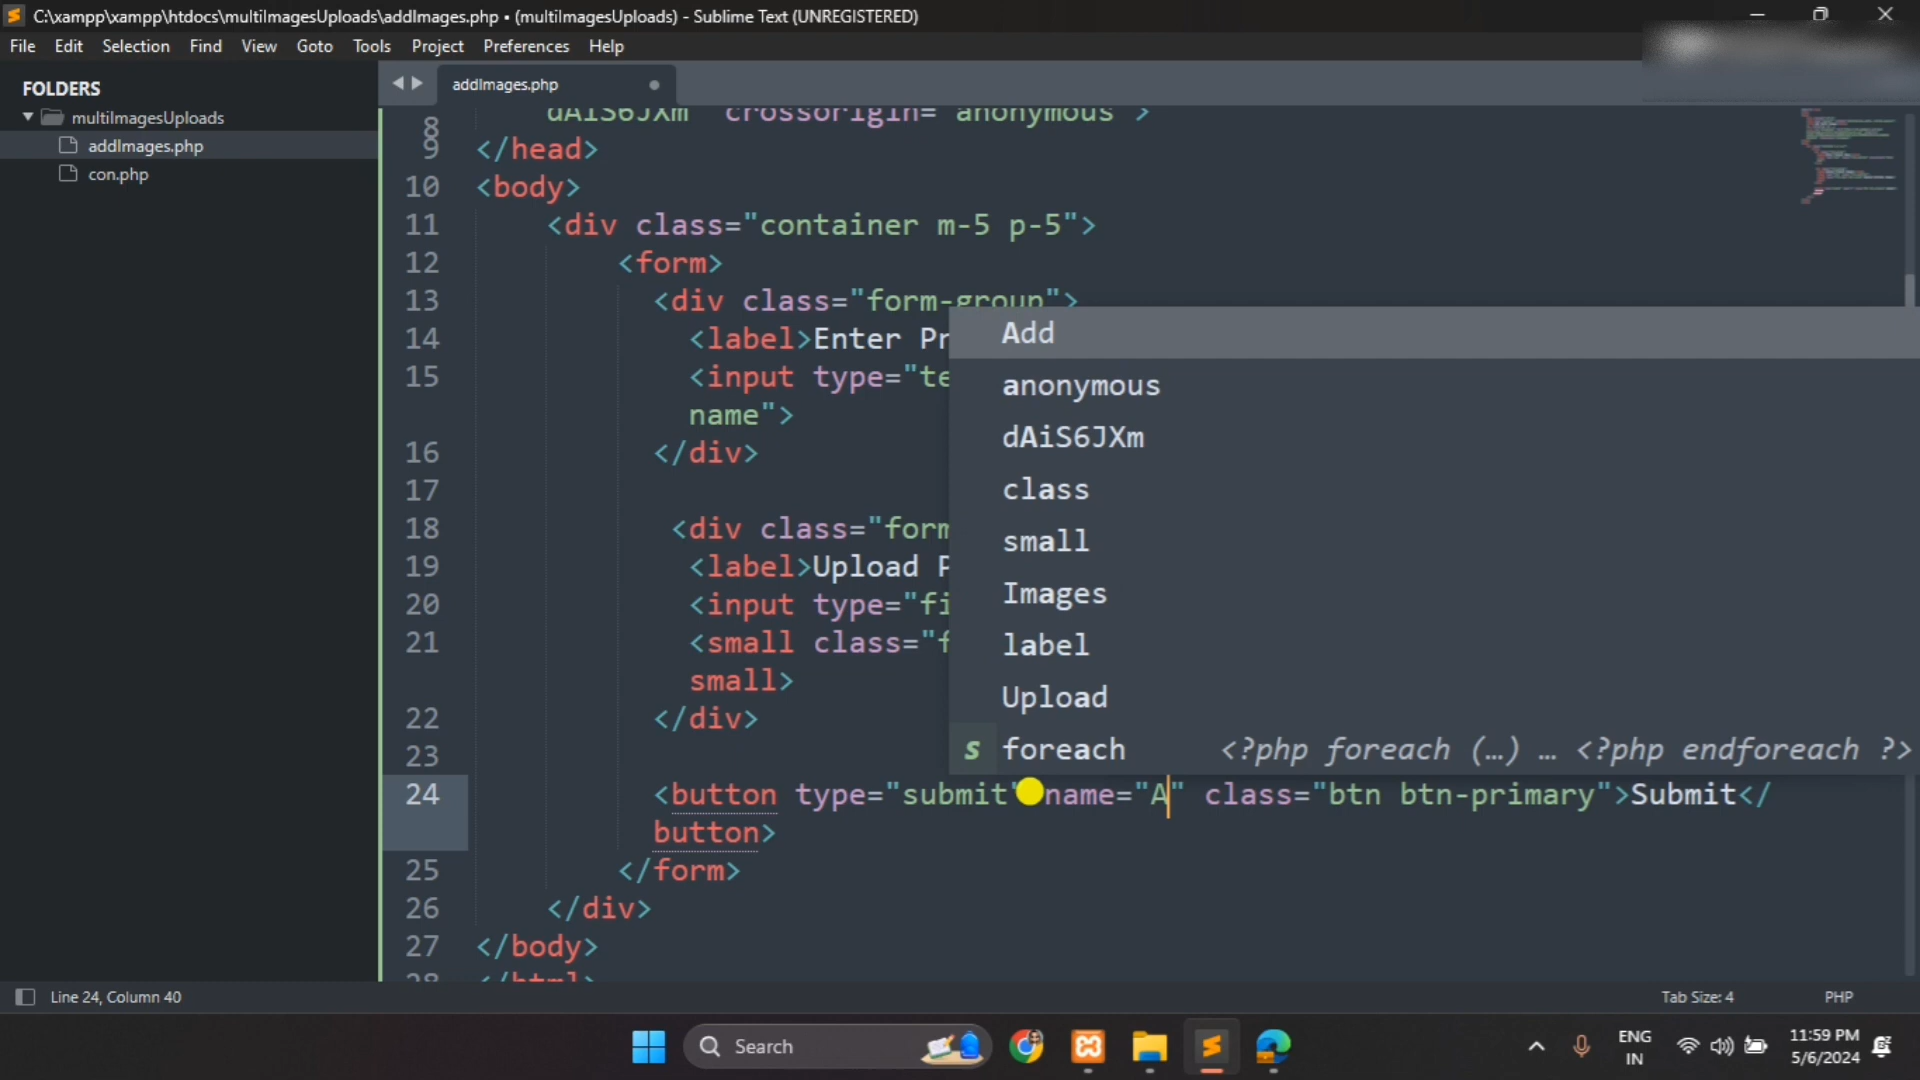 C:\xampp\xampp\htdocs\multiImagesUploads\addImages.php • (multiImagesUploads) - Sublime Text (UNREGISTERED)
File Edit Selection Find View Goto Tools Project Preferences Help
FOLDERS
multiImagesUploads
addImages.php
con.php
addImages.php
8 dAiS6JXm" crossorigin="anonymous">
9 </head>
10 <body>
11 <div class="container m-5 p-5">
12 <form>
13 <div class="form-group">
14 <label>Enter Pr
15 <input type="te
name">
16 </div>
17
18 <div class="form
19 <label>Upload P
20 <input type="fi
21 <small class="f
small>
22 </div>
23
24 <button type="submit" name="A" class="btn btn-primary">Submit</
button>
25 </form>
26 </div>
27 </body>
28 </html>
Add
anonymous
dAiS6JXm
class
small
Images
label
Upload
s foreach <?php foreach (…) … <?php endforeach ?>
Line 24, Column 40
Tab Size: 4
PHP
Search
ENG
IN
11:59 PM
5/6/2024